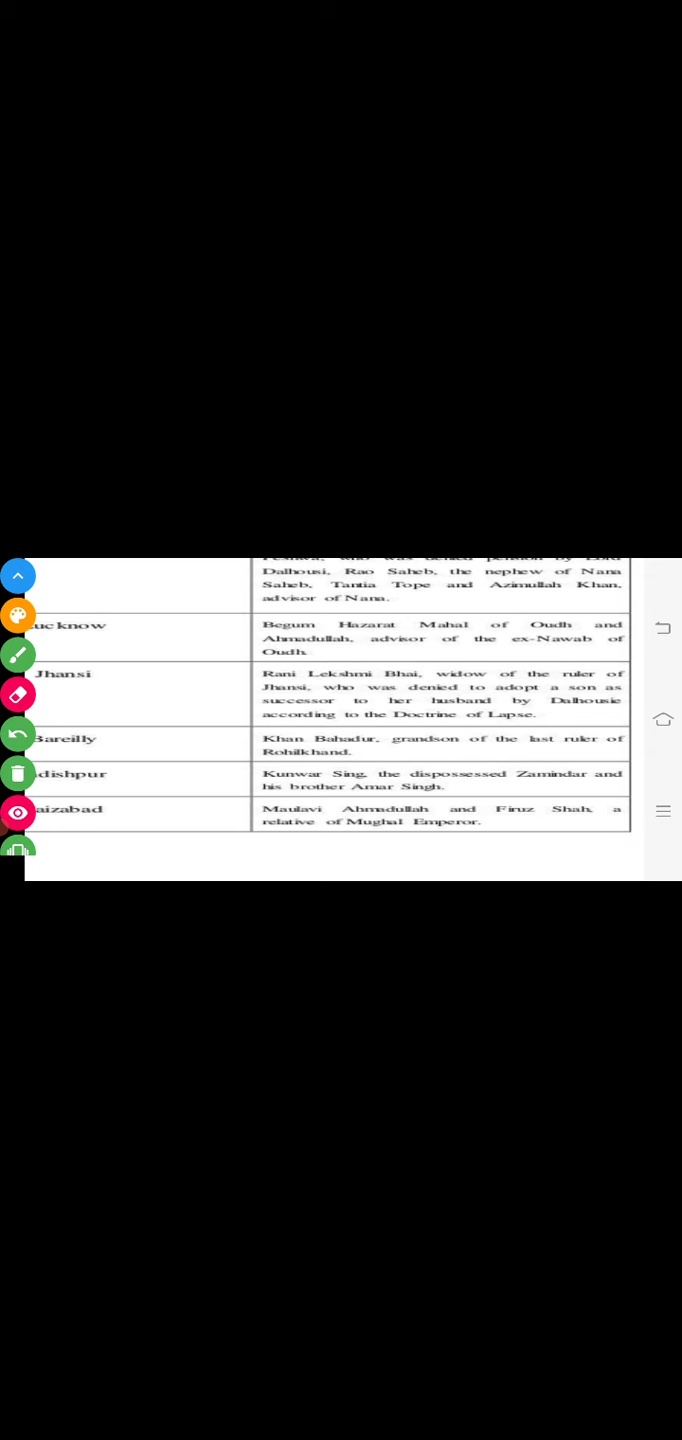 Dalhousi, Rao Saheb, the nephew of Nana
Saheb, Tantia Tope and Azimullah Khan,
advisor of Nana.
ucknow
Begum Hazarat Mahal of Oudh and
Ahmadullah, advisor of the ex-Nawab of
Oudh.
Jhansi
Rani Lekshmi Bhai, widow of the ruler of
Jhansi, who was denied to adopt a son as
successor to her husband by Dalhousie
according to the Doctrine of Lapse.
Bareilly
Khan Bahadur, grandson of the last ruler of
Rohilkhand.
dishpur
Kunwar Sing, the dispossessed Zamindar and
his brother Amar Singh.
aizabad
Maulavi Ahmadullah and Firuz Shah, a
relative of Mughal Emperor.